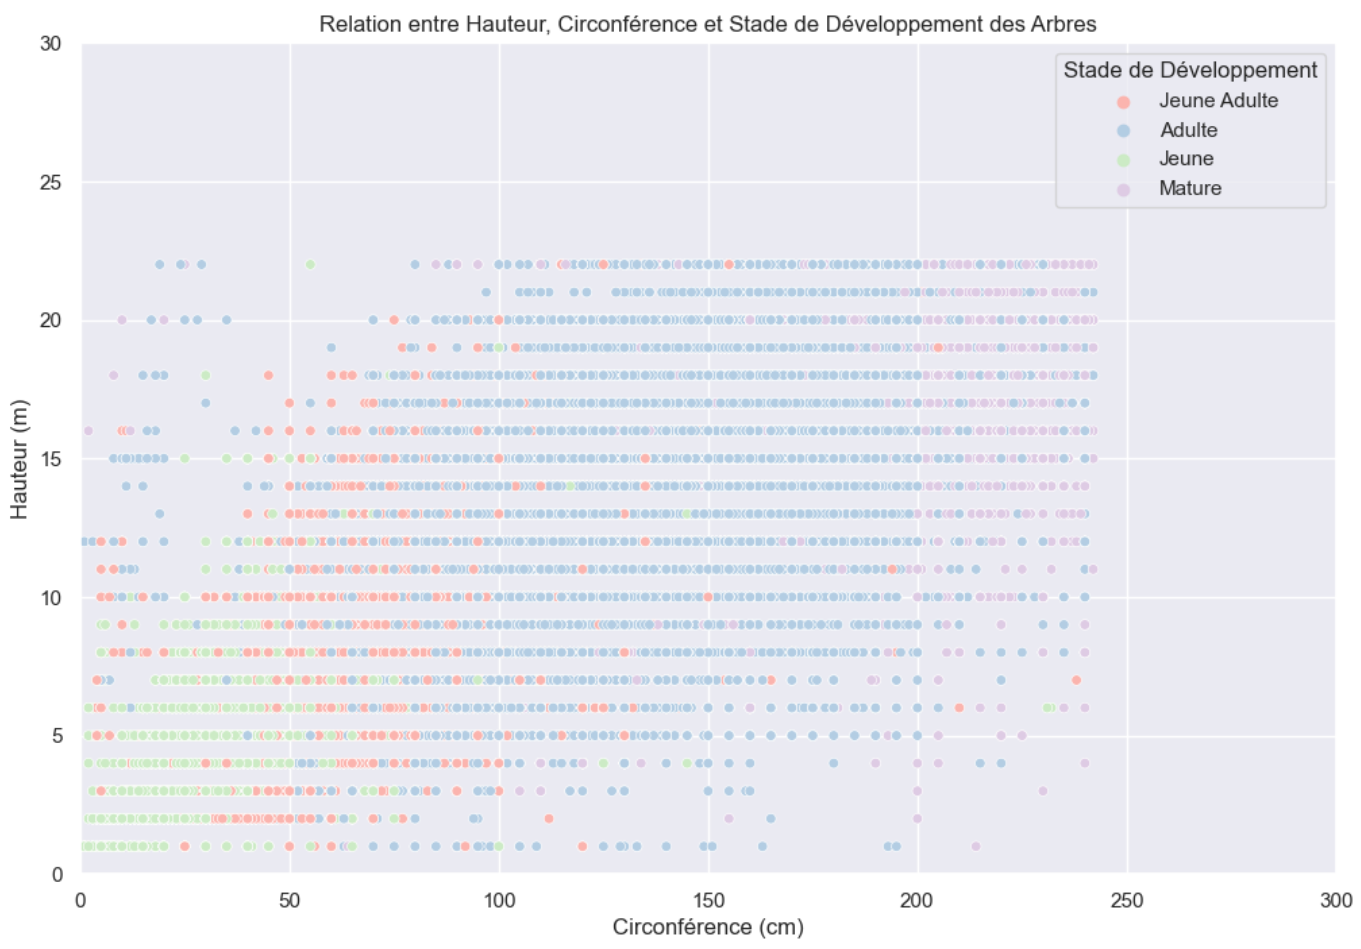 Relation entre Hauteur, Circonférence et Stade de Développement des Arbres
30
25
20
15
10
5
0
Hauteur (m)
Stade de Développement
Jeune Adulte
Adulte
Jeune
Mature
0 50 100 150 200 250 300
Circonférence (cm)